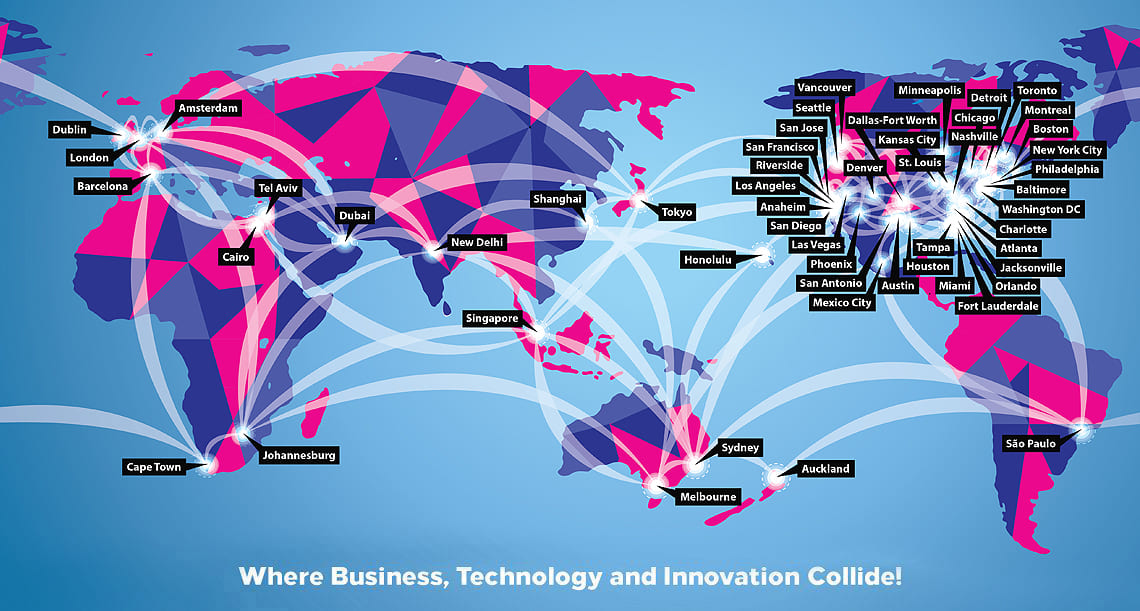 Amsterdam
Dublin
London
Barcelona
Tel Aviv
Cairo
Dubai
New Delhi
Shanghai
Tokyo
Singapore
Honolulu
Cape Town
Johannesburg
Melbourne
Sydney
Auckland
São Paulo
Vancouver
Seattle
San Jose
San Francisco
Riverside
Los Angeles
Anaheim
San Diego
Las Vegas
Phoenix
San Antonio
Mexico City
Minneapolis
Dallas-Fort Worth
Kansas City
Denver
St. Louis
Detroit
Chicago
Nashville
Toronto
Montreal
Boston
New York City
Philadelphia
Baltimore
Washington DC
Charlotte
Atlanta
Jacksonville
Orlando
Fort Lauderdale
Tampa
Houston
Austin
Miami
Where Business, Technology and Innovation Collide!